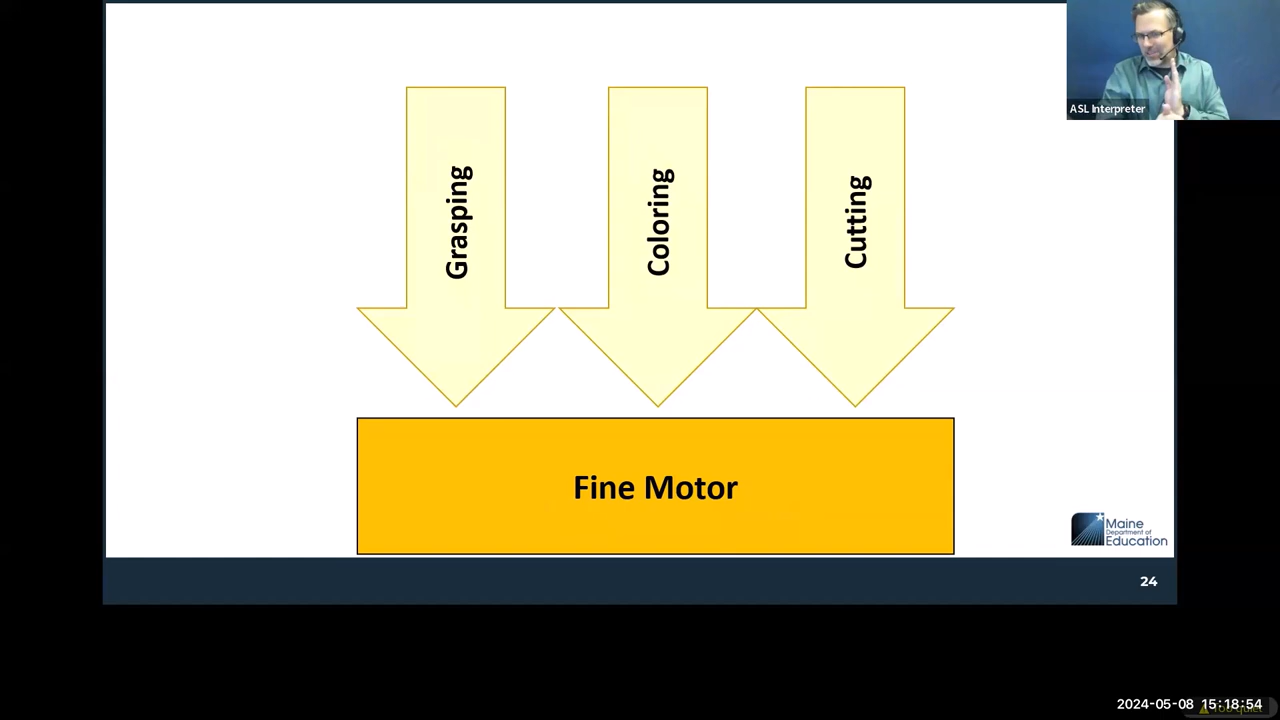 ASL Interpreter
Grasping
Coloring
Cutting
Fine Motor
Maine
Department of
Education
24
2024-05-08 15:18:54